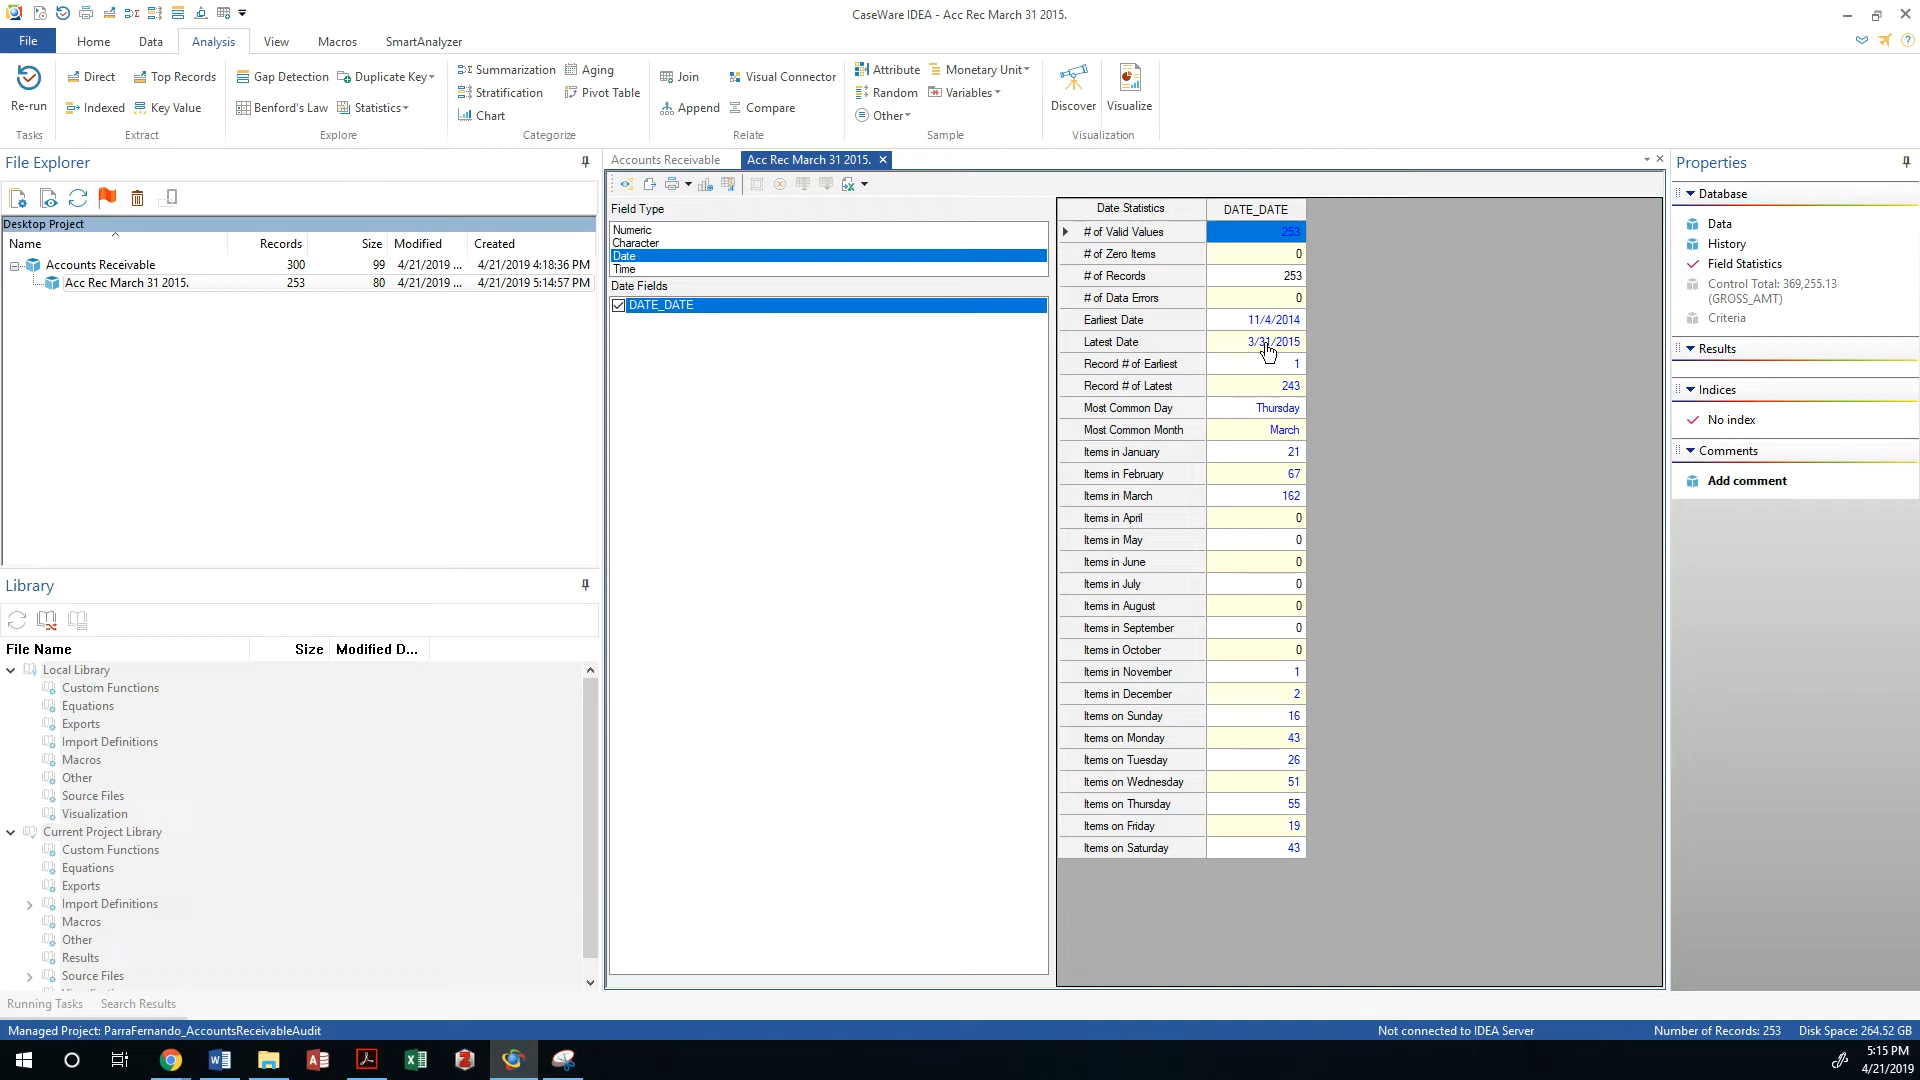 CaseWare IDEA - Acc Rec March 31 2015.
File
Home
Data
Analysis
View
Macros
SmartAnalyzer
Re-run
Tasks
Direct
Top Records
Indexed
Key Value
Extract
Gap Detection
Duplicate Key
Benford's Law
Statistics
Explore
Summarization
Aging
Stratification
Pivot Table
Chart
Categorize
Join
Visual Connector
Append
Compare
Relate
Attribute
Monetary Unit
Random
Variables
Other
Sample
Discover
Visualize
Visualization
File Explorer
Desktop Project
Name Records Size Modified Created
Accounts Receivable 300 99 4/21/2019 ... 4/21/2019 4:18:36 PM
Acc Rec March 31 2015. 253 80 4/21/2019 ... 4/21/2019 5:14:57 PM
Library
File Name Size Modified D...
Local Library
Custom Functions
Equations
Exports
Import Definitions
Macros
Other
Source Files
Visualization
Current Project Library
Custom Functions
Equations
Exports
Import Definitions
Macros
Other
Results
Source Files
Running Tasks Search Results
Accounts Receivable
Acc Rec March 31 2015.
Field Type
Numeric
Character
Date
Time
Date Fields
DATE_DATE
Date Statistics DATE_DATE
# of Valid Values 253
# of Zero Items 0
# of Records 253
# of Data Errors 0
Earliest Date 11/4/2014
Latest Date 3/31/2015
Record # of Earliest 1
Record # of Latest 243
Most Common Day Thursday
Most Common Month March
Items in January 21
Items in February 67
Items in March 162
Items in April 0
Items in May 0
Items in June 0
Items in July 0
Items in August 0
Items in September 0
Items in October 0
Items in November 1
Items in December 2
Items on Sunday 16
Items on Monday 43
Items on Tuesday 26
Items on Wednesday 51
Items on Thursday 55
Items on Friday 19
Items on Saturday 43
Properties
Database
Data
History
Field Statistics
Control Total: 369,255.13
(GROSS_AMT)
Criteria
Results
Indices
No index
Comments
Add comment
Managed Project: ParraFernando_AccountsReceivableAudit
Not connected to IDEA Server
Number of Records: 253
Disk Space: 264.52 GB
5:15 PM
4/21/2019